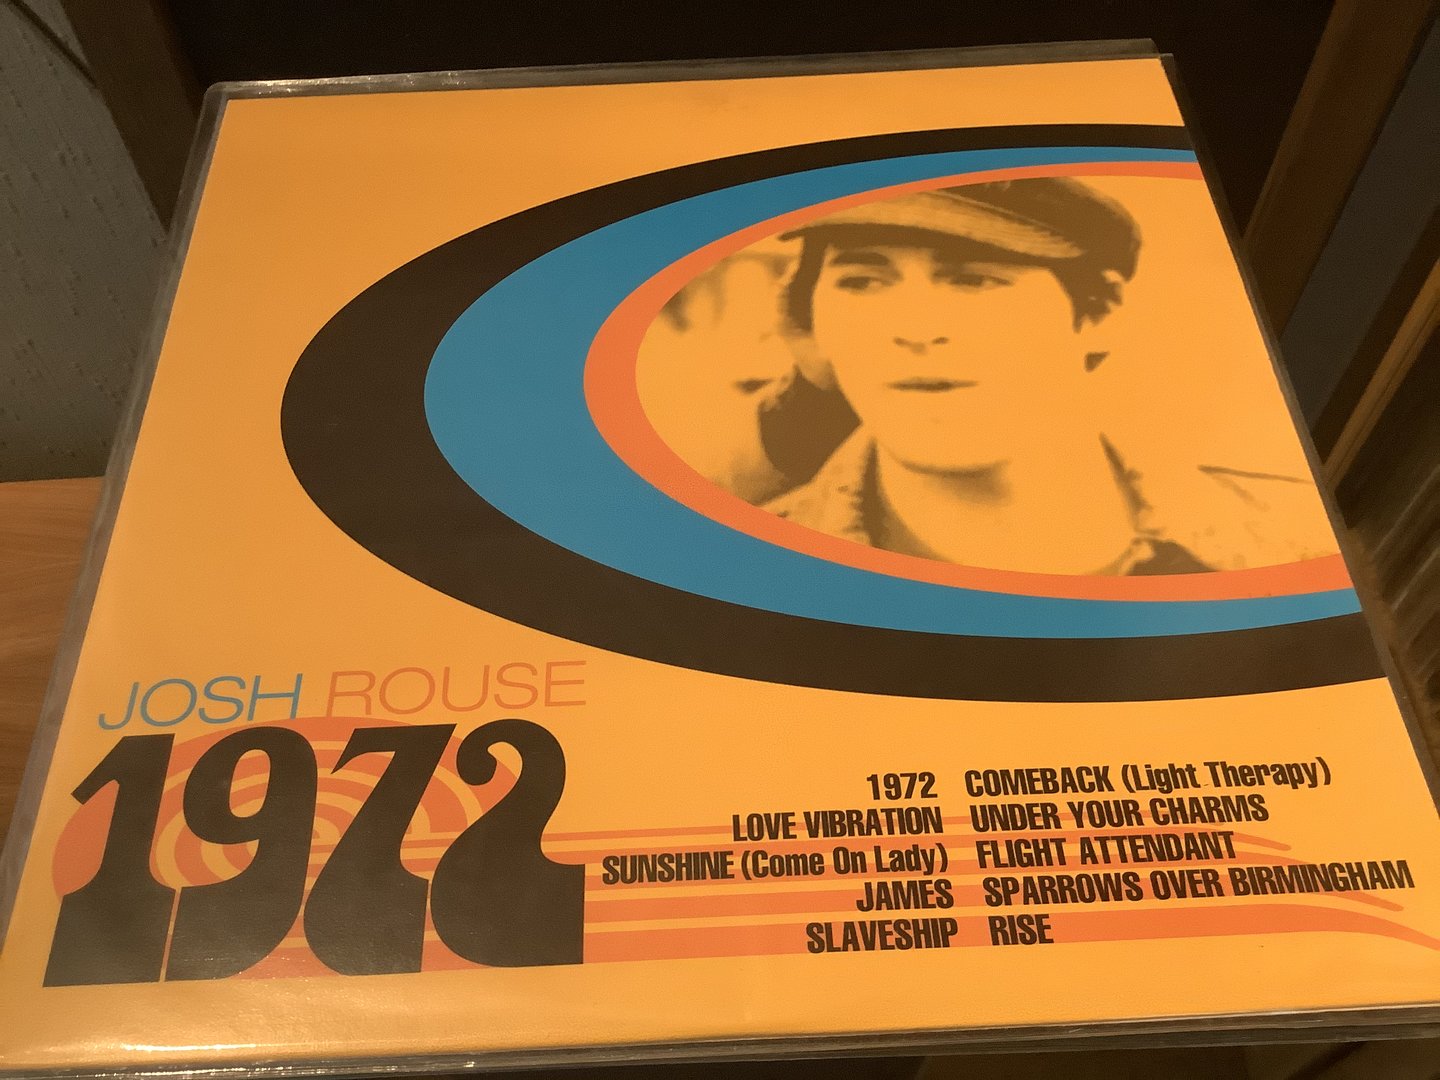 JOSH ROUSE
1972
1972
LOVE VIBRATION
SUNSHINE (Come On Lady)
JAMES
SLAVESHIP
COMEBACK (Light Therapy)
UNDER YOUR CHARMS
FLIGHT ATTENDANT
SPARROWS OVER BIRMINGHAM
RISE